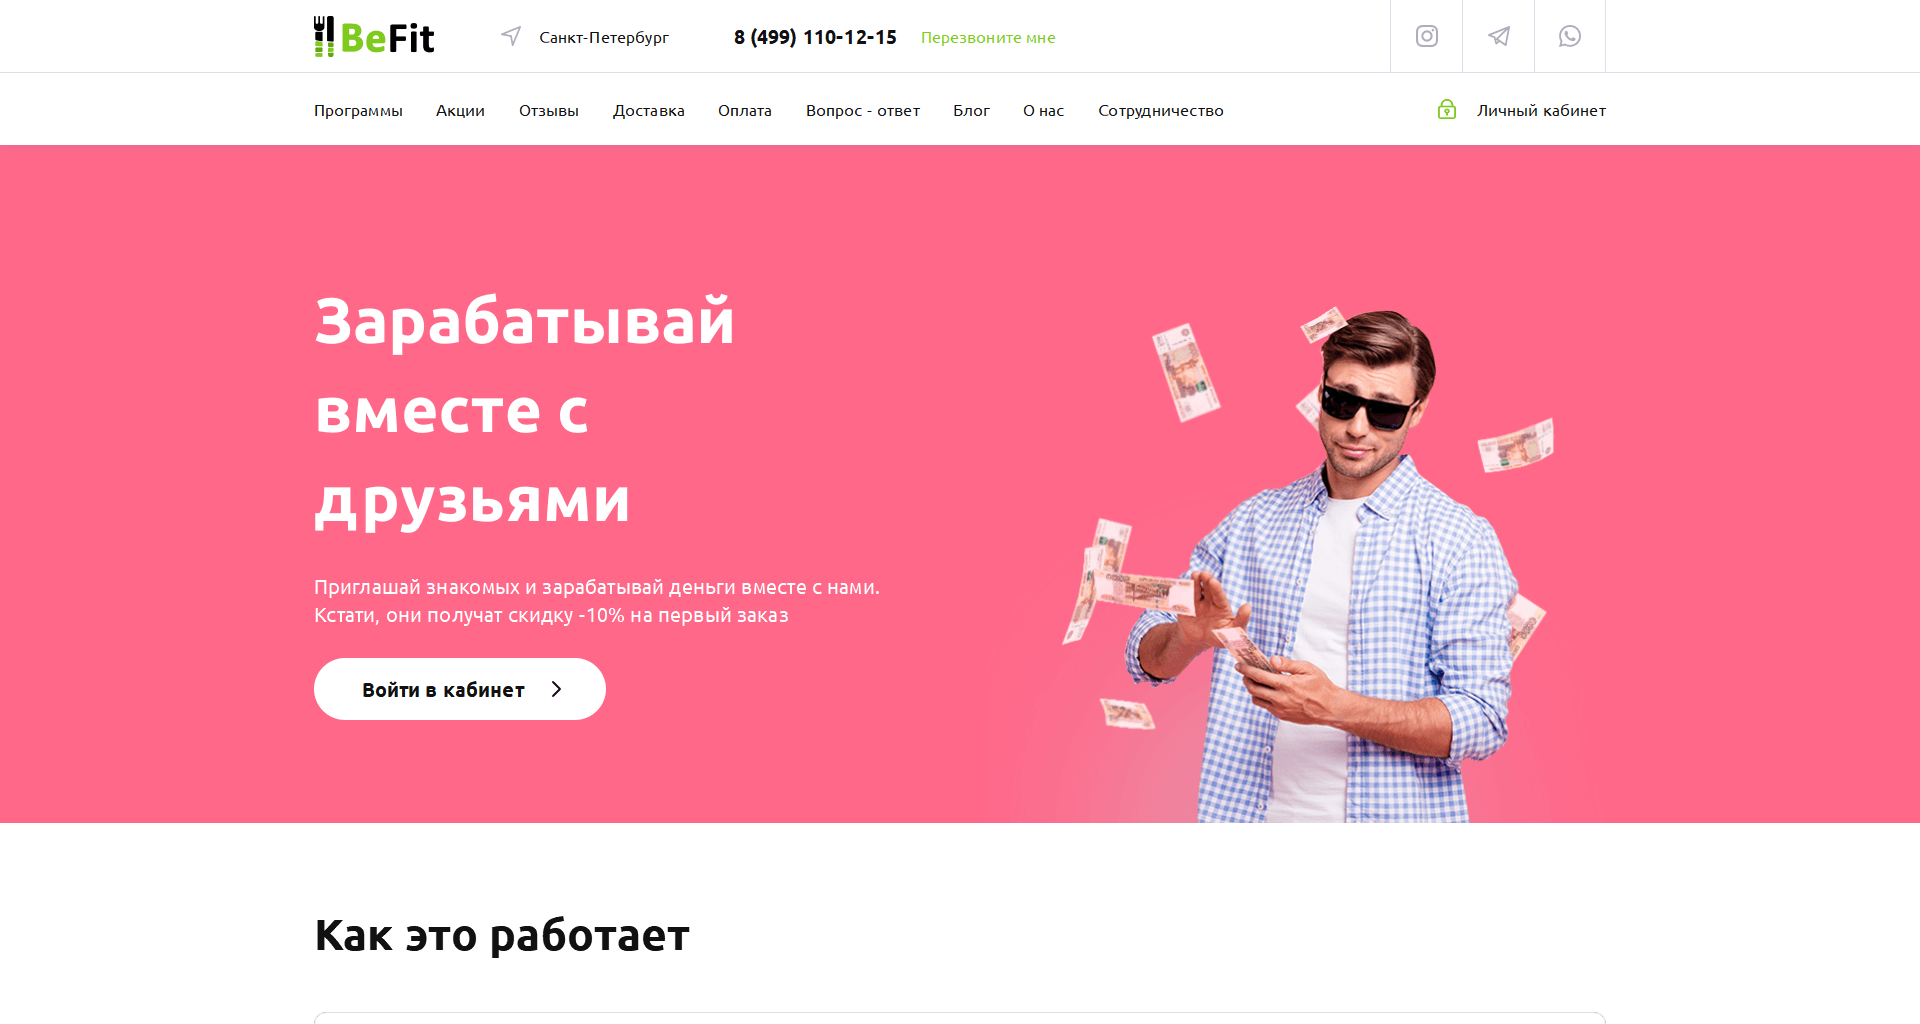 BeFit
Санкт-Петербург
8 (499) 110-12-15
Перезвоните мне
Программы
Акции
Отзывы
Доставка
Оплата
Вопрос - ответ
Блог
О нас
Сотрудничество
Личный кабинет
Зарабатывай
вместе с
друзьями
Приглашай знакомых и зарабатывай деньги вместе с нами.
Кстати, они получат скидку -10% на первый заказ
Войти в кабинет
Как это работает